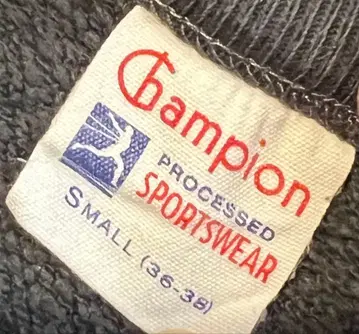 Champion
PROCESSED
SPORTSWEAR
SMALL (36-38)